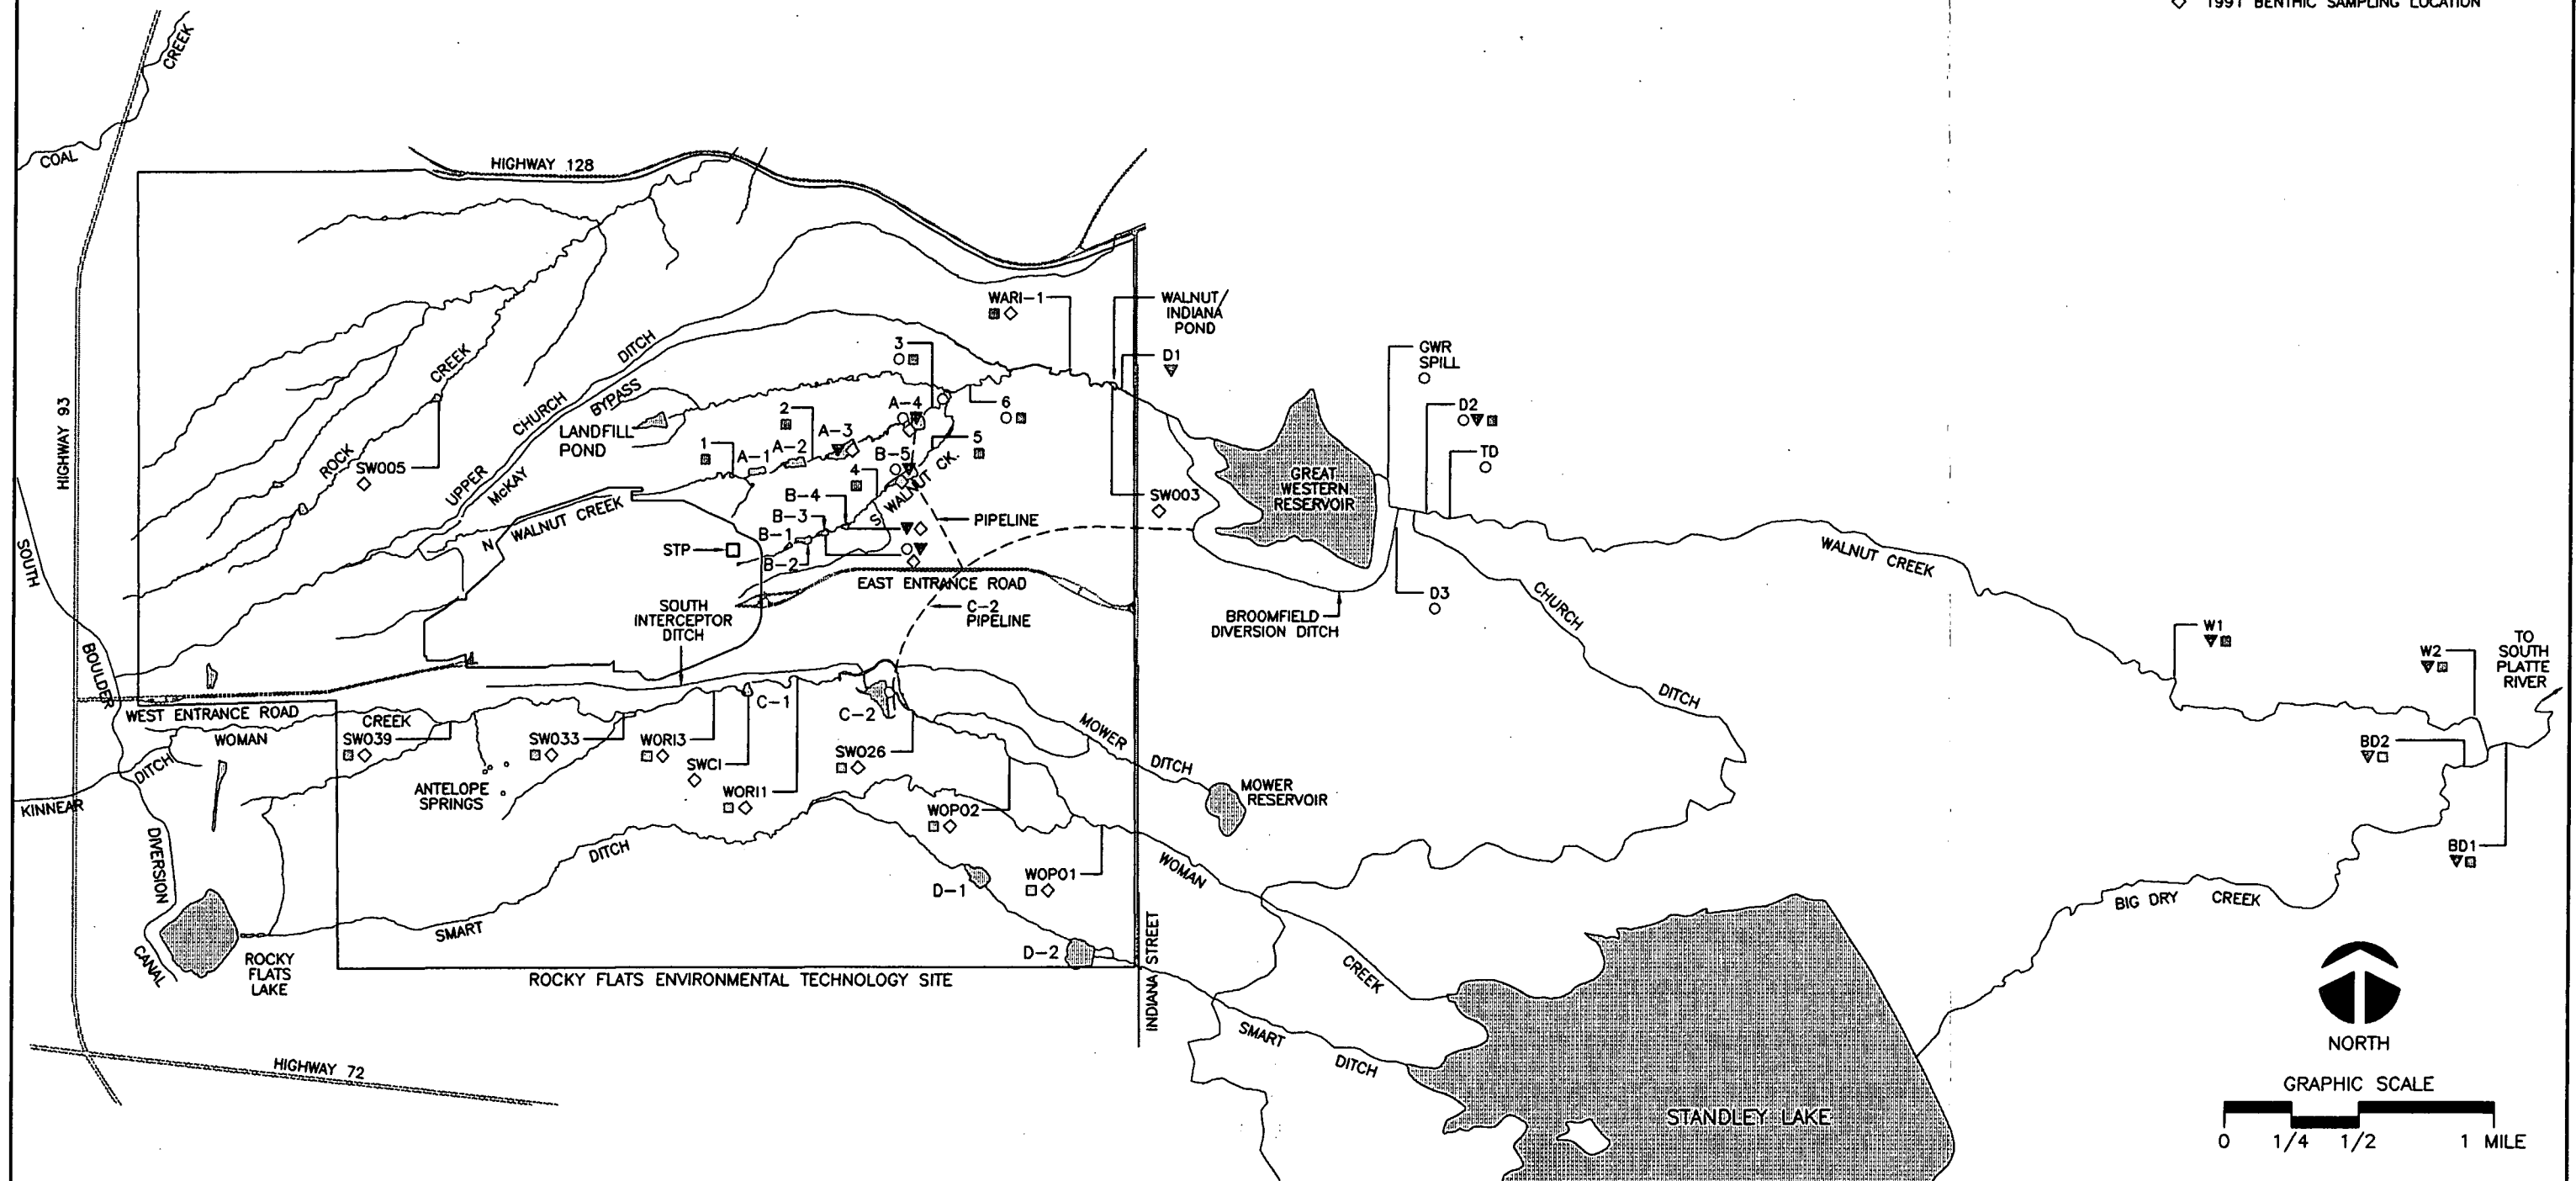 1991 BENTHIC SAMPLING LOCATION
CREEK
COAL
HIGHWAY 128
HIGHWAY 93
WARI-1
WALNUT/
INDIANA
POND
D1
3
GWR
SPILL
D2
TD
CREEK
ROCK
SW005
UPPER CHURCH DITCH
McKAY BYPASS
LANDFILL
POND
2
1
A-1
A-2
A-3
A-4
6
5
B-5
4
S. WALNUT CK.
B-4
B-3
B-1
B-2
N WALNUT CREEK
STP
PIPELINE
SW003
GREAT
WESTERN
RESERVOIR
WALNUT CREEK
EAST ENTRANCE ROAD
C-2
PIPELINE
SOUTH
INTERCEPTOR
DITCH
BROOMFIELD
DIVERSION DITCH
D3
CHURCH
DITCH
W1
W2
TO
SOUTH
PLATTE
RIVER
SOUTH
BOULDER
DIVERSION
CANAL
WEST ENTRANCE ROAD
CREEK
WOMAN
SW039
SW033
WORI3
C-1
SWC1
WORI1
C-2
SW026
MOWER
DITCH
MOWER
RESERVOIR
BD2
BD1
KINNEAR
DITCH
ANTELOPE
SPRINGS
WOPO2
WOPO1
DITCH
SMART
D-1
D-2
WOMAN
CREEK
BIG DRY CREEK
ROCKY
FLATS
LAKE
ROCKY FLATS ENVIRONMENTAL TECHNOLOGY SITE
INDIANA STREET
SMART
DITCH
HIGHWAY 72
STANDLEY LAKE
NORTH
GRAPHIC SCALE
0 1/4 1/2 1 MILE